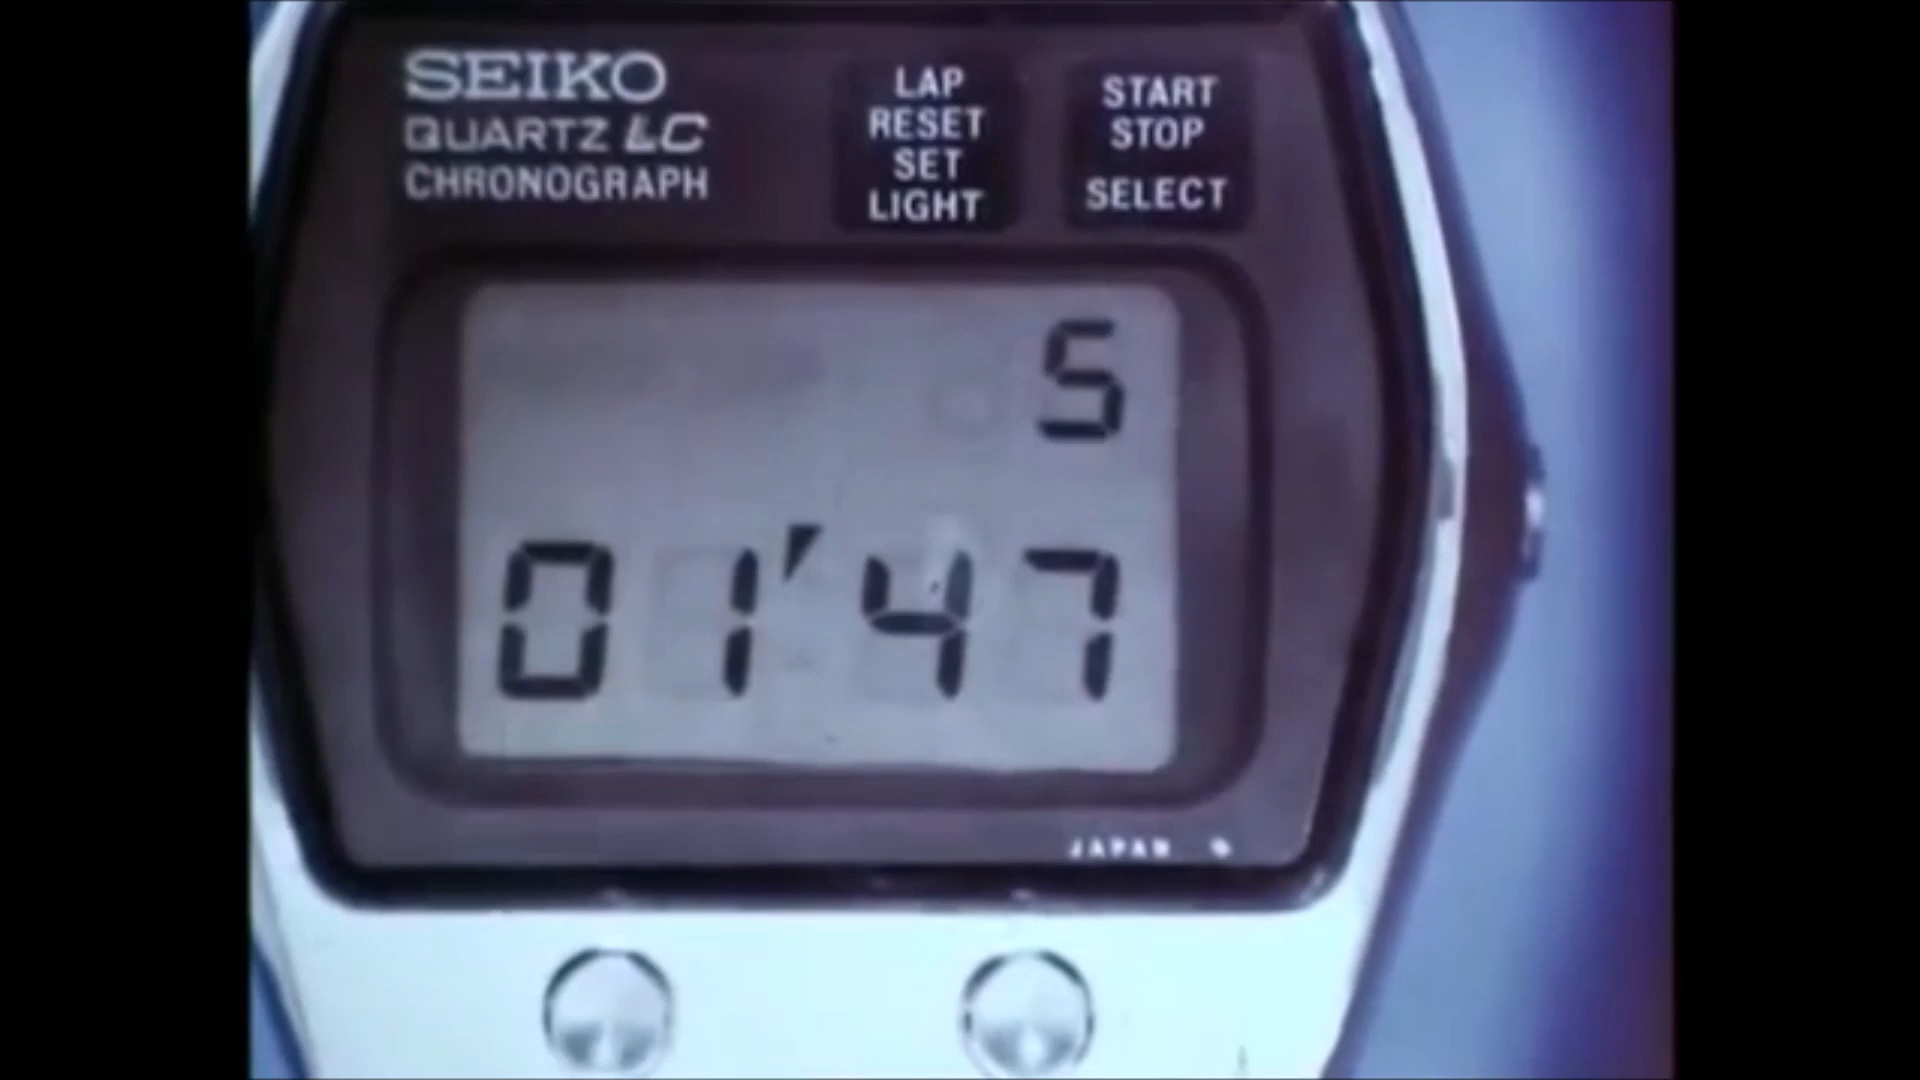 SEIKO
QUARTZ LC
CHRONOGRAPH
LAP
RESET
SET
LIGHT
START
STOP
SELECT
5
01'47
JAPAN